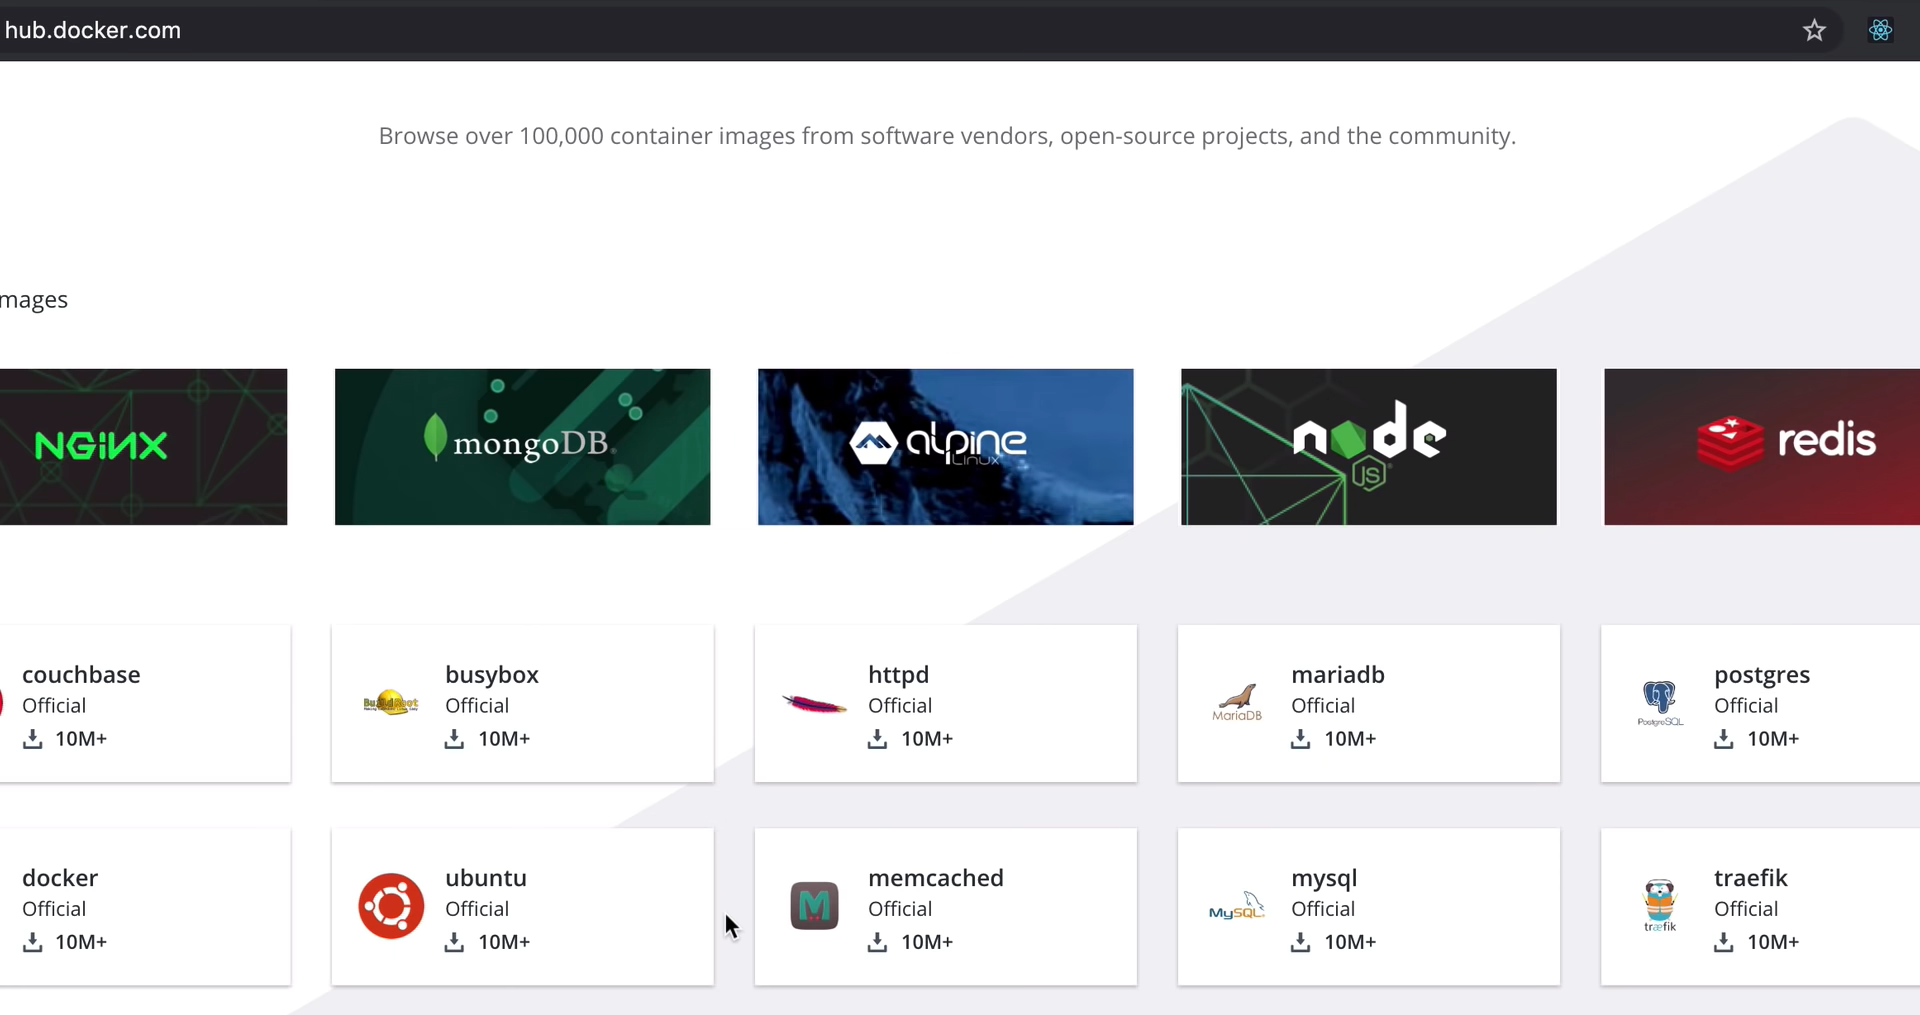 hub.docker.com
Browse over 100,000 container images from software vendors, open-source projects, and the community.
mages
NGINX
mongoDB
alpine
Linux
node
JS
redis
couchbase
Official
10M+
busybox
Official
10M+
httpd
Official
10M+
MariaDB
mariadb
Official
10M+
PostgreSQL
postgres
Official
10M+
docker
Official
10M+
ubuntu
Official
10M+
M
memcached
Official
10M+
MySQL
mysql
Official
10M+
træfik
traefik
Official
10M+